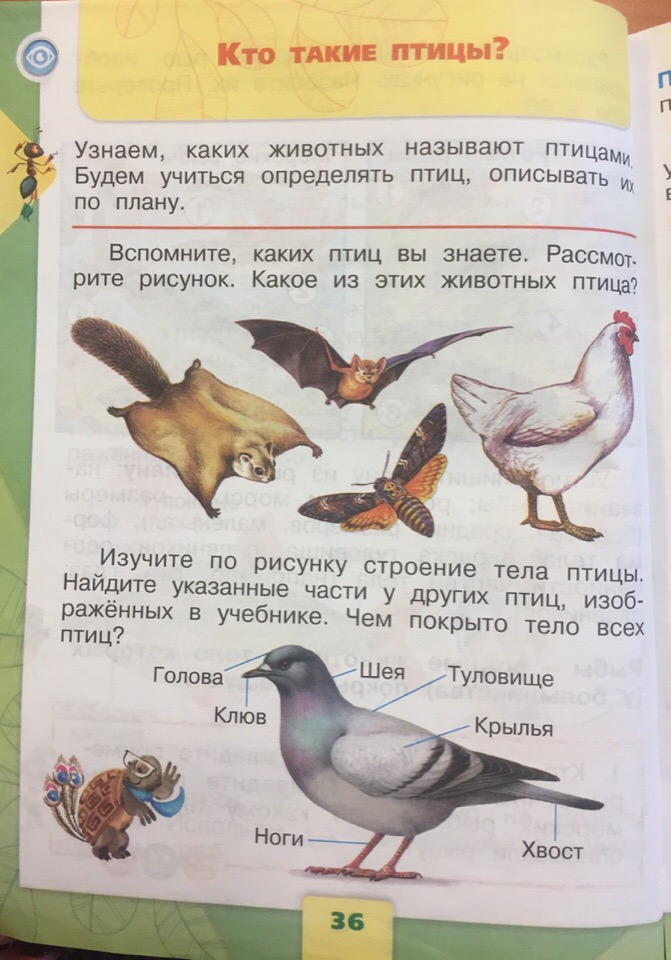 Кто такие птицы?
Узнаем, каких животных называют птицами.
Будем учиться определять птиц, описывать их
по плану.
Вспомните, каких птиц вы знаете. Рассмот-
рите рисунок. Какое из этих животных птица?
Изучите по рисунку строение тела птицы.
Найдите указанные части у других птиц, изоб-
ражённых в учебнике. Чем покрыто тело всех
птиц?
Голова
Шея
Туловище
Клюв
Крылья
Ноги
Хвост
36